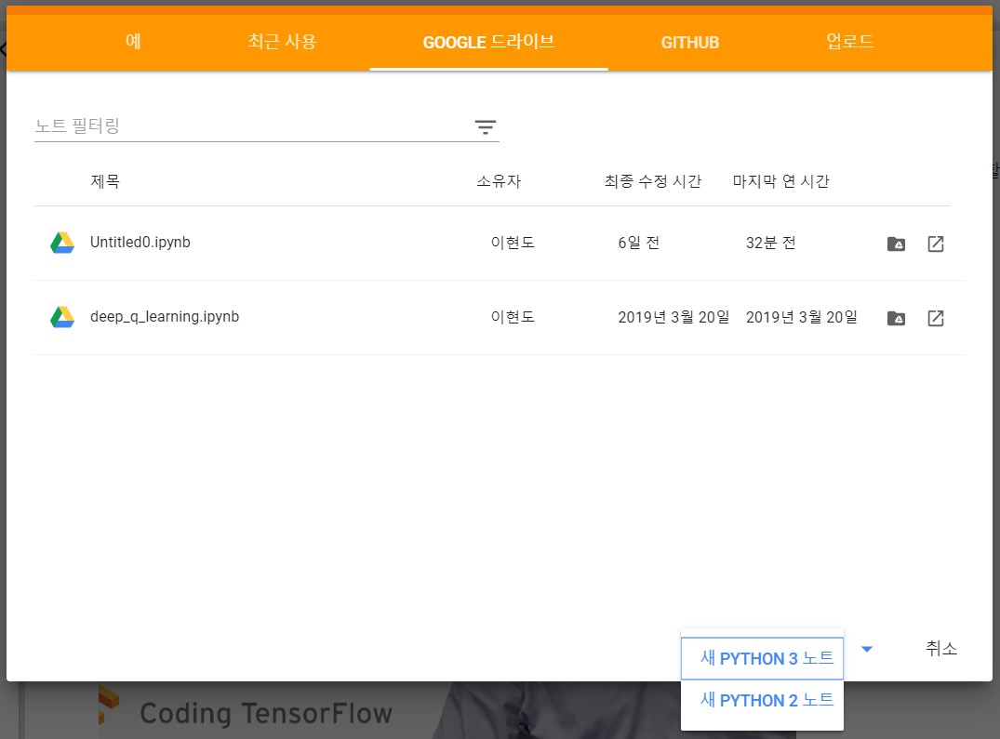 예 최근 사용 GOOGLE 드라이브 GITHUB 업로드
노트 필터링
제목 소유자 최종 수정 시간 마지막 연 시간
Untitled0.ipynb 이현도 6일 전 32분 전
deep_q_learning.ipynb 이현도 2019년 3월 20일 2019년 3월 20일
새 PYTHON 3 노트 취소
새 PYTHON 2 노트
Coding TensorFlow